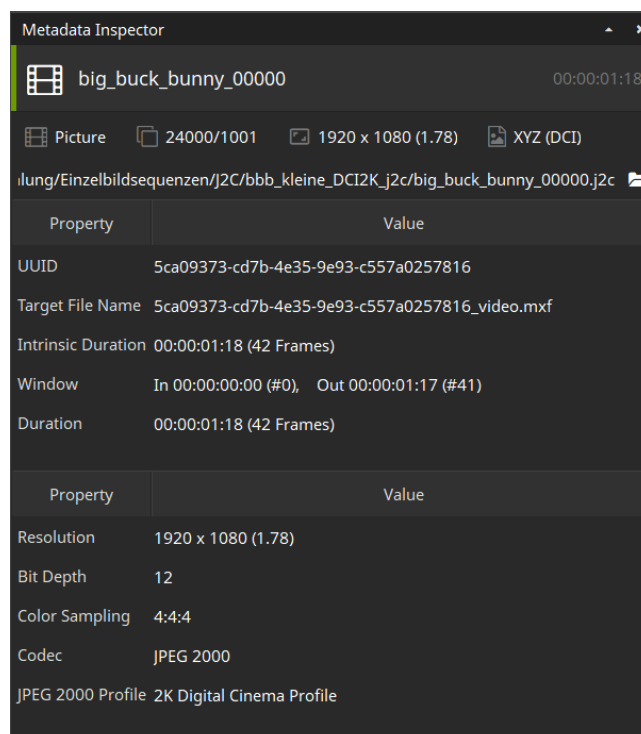 Metadata Inspector
big_buck_bunny_00000 00:00:01:18
Picture 24000/1001 1920 x 1080 (1.78) XYZ (DCI)
lung/Einzelbildsequenzen/J2C/bbb_kleine_DCI2K_j2c/big_buck_bunny_00000.j2c
Property Value
UUID 5ca09373-cd7b-4e35-9e93-c557a0257816
Target File Name 5ca09373-cd7b-4e35-9e93-c557a0257816_video.mxf
Intrinsic Duration 00:00:01:18 (42 Frames)
Window In 00:00:00:00 (#0), Out 00:00:01:17 (#41)
Duration 00:00:01:18 (42 Frames)
Property Value
Resolution 1920 x 1080 (1.78)
Bit Depth 12
Color Sampling 4:4:4
Codec JPEG 2000
JPEG 2000 Profile 2K Digital Cinema Profile